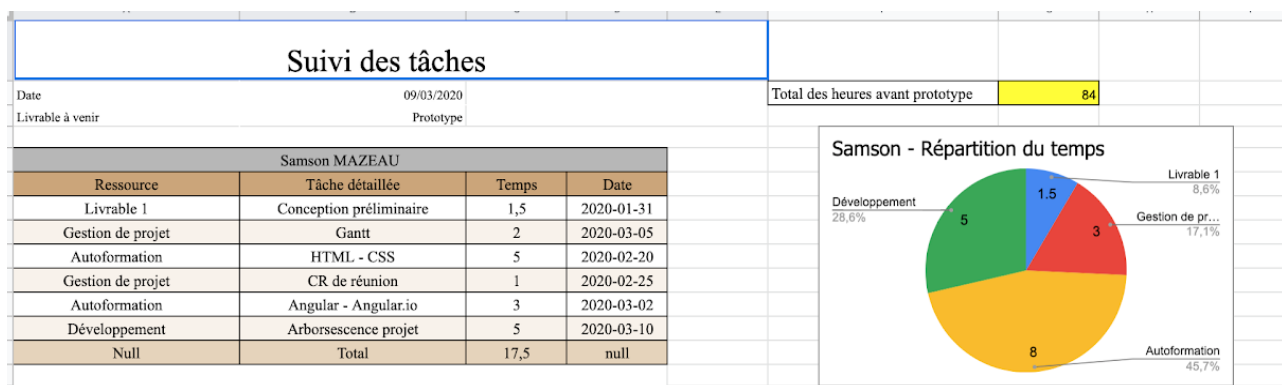 Suivi des tâches
Date 09/03/2020
Total des heures avant prototype 84
Livrable à venir Prototype
Samson MAZEAU
Ressource Tâche détaillée Temps Date
Livrable 1 Conception préliminaire 1,5 2020-01-31
Gestion de projet Gantt 2 2020-03-05
Autoformation HTML - CSS 5 2020-02-20
Gestion de projet CR de réunion 1 2020-02-25
Autoformation Angular - Angular.io 3 2020-03-02
Développement Arborsescence projet 5 2020-03-10
Null Total 17,5 null
Samson - Répartition du temps
Livrable 1
8,6%
1.5
Développement
28,6%
5
Gestion de pr...
17,1%
3
8
Autoformation
45,7%